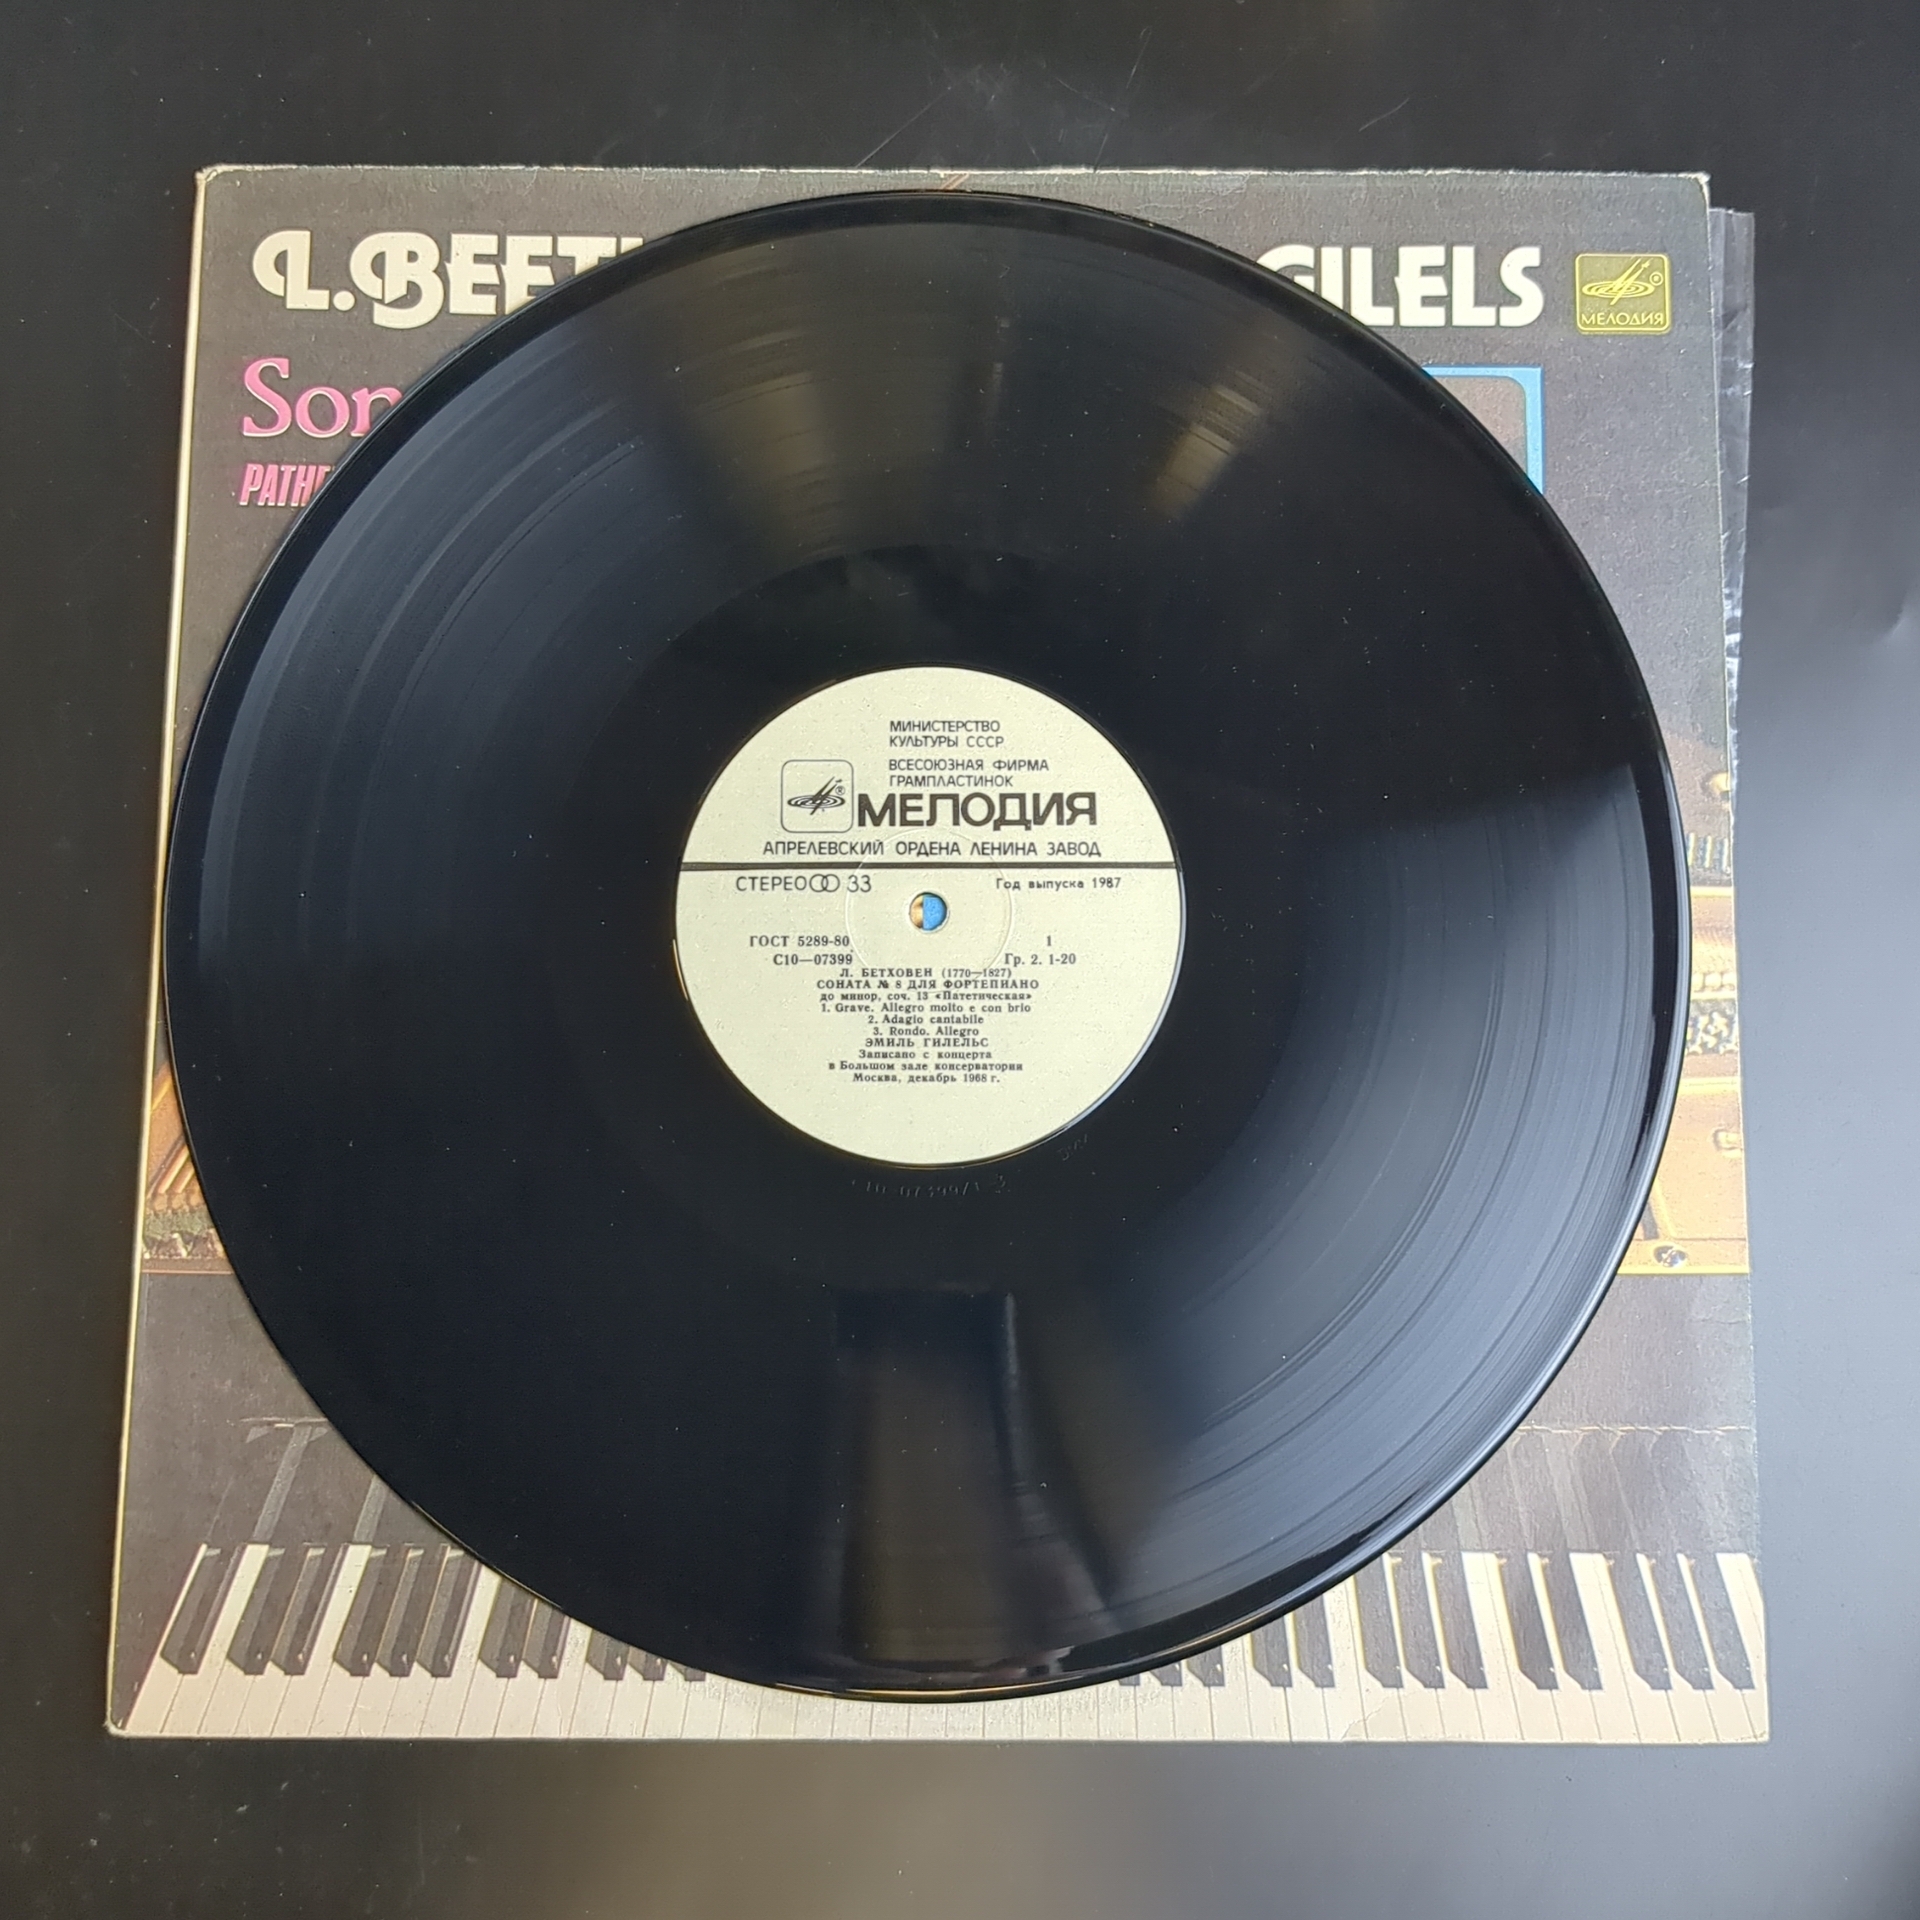 L.BEET
GILELS
МЕЛОДИЯ
Son
PATHE
МИНИСТЕРСТВО
КУЛЬТУРЫ СССР
ВСЕСОЮЗНАЯ ФИРМА
ГРАМПЛАСТИНОК
МЕЛОДИЯ
АПРЕЛЕВСКИЙ ОРДЕНА ЛЕНИНА ЗАВОД
СТЕРЕО 33 Год выпуска 1987
ГОСТ 5289-80 1
С10—07399 Гр. 2. 1-20
Л. БЕТХОВЕН (1770—1827)
СОНАТА № 8 ДЛЯ ФОРТЕПИАНО
до минор, соч. 13 «Патетическая»
1. Grave. Allegro molto e con brio
2. Adagio cantabile
3. Rondo. Allegro
ЭМИЛЬ ГИЛЕЛЬС
Записано с концерта
в Большом зале консерватории
Москва, декабрь 1968 г.